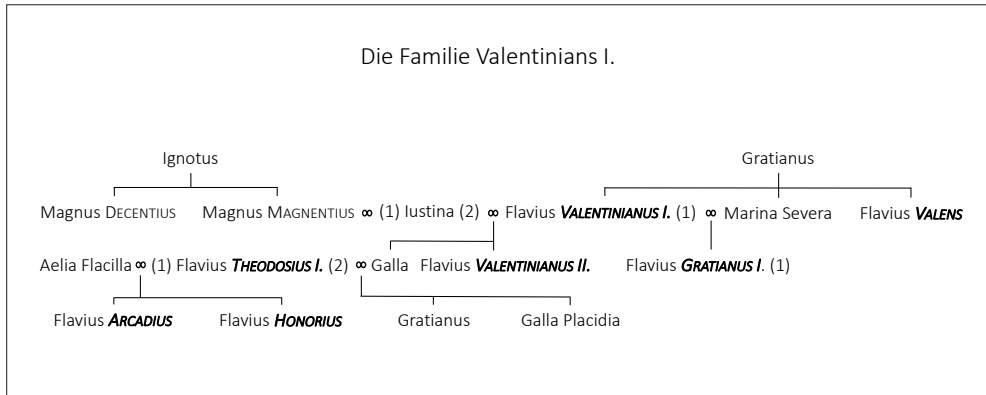 Die Familie Valentinians I.
Ignotus Gratianus
Magnus DECENTIUS Magnus MAGNENTIUS ∞ (1) Iustina (2) ∞ Flavius VALENTINIANUS I. (1) ∞ Marina Severa Flavius VALENS
Aelia Flacilla ∞ (1) Flavius THEODOSIUS I. (2) ∞ Galla Flavius VALENTINIANUS II. Flavius GRATIANUS I. (1)
Flavius ARCADIUS Flavius HONORIUS Gratianus Galla Placidia